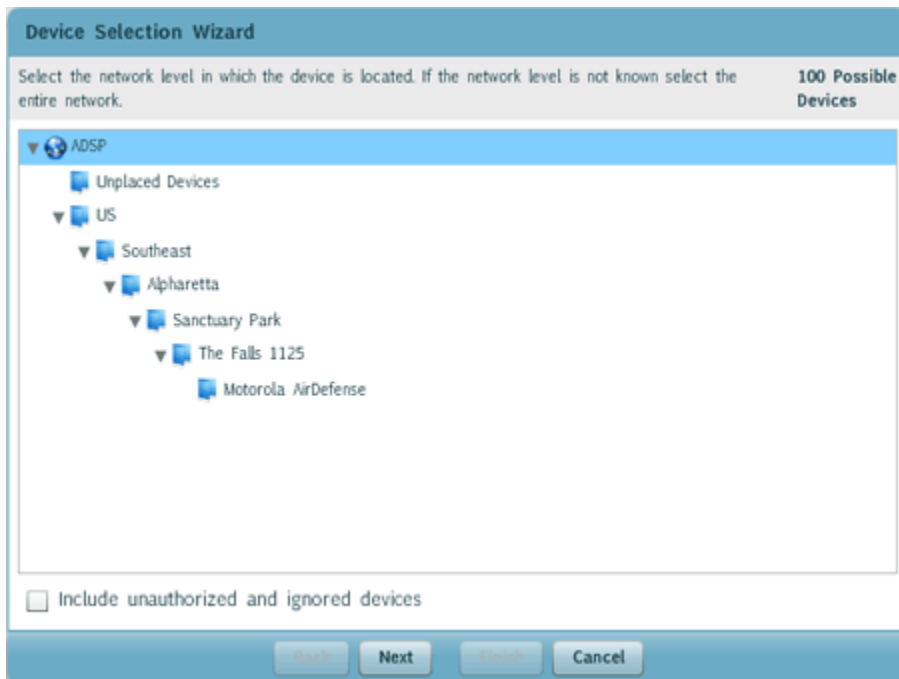 Device Selection Wizard
Select the network level in which the device is located. If the network level is not known select the
entire network.
100 Possible
Devices
ADSP
Unplaced Devices
US
Southeast
Alpharetta
Sanctuary Park
The Falls 1125
Motorola AirDefense
Include unauthorized and ignored devices
Back
Next
Finish
Cancel